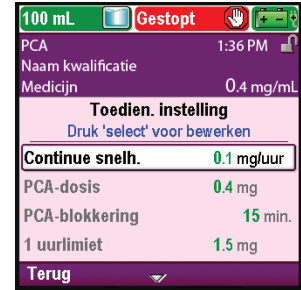 100 mL Gestopt
PCA 1:36 PM
Naam kwalificatie
Medicijn 0.4 mg/mL
Toedien. instelling
Druk 'select' voor bewerken
Continue snelh. 0.1 mg/uur
PCA-dosis 0.4 mg
PCA-blokkering 15 min.
1 uurlimiet 1.5 mg
Terug